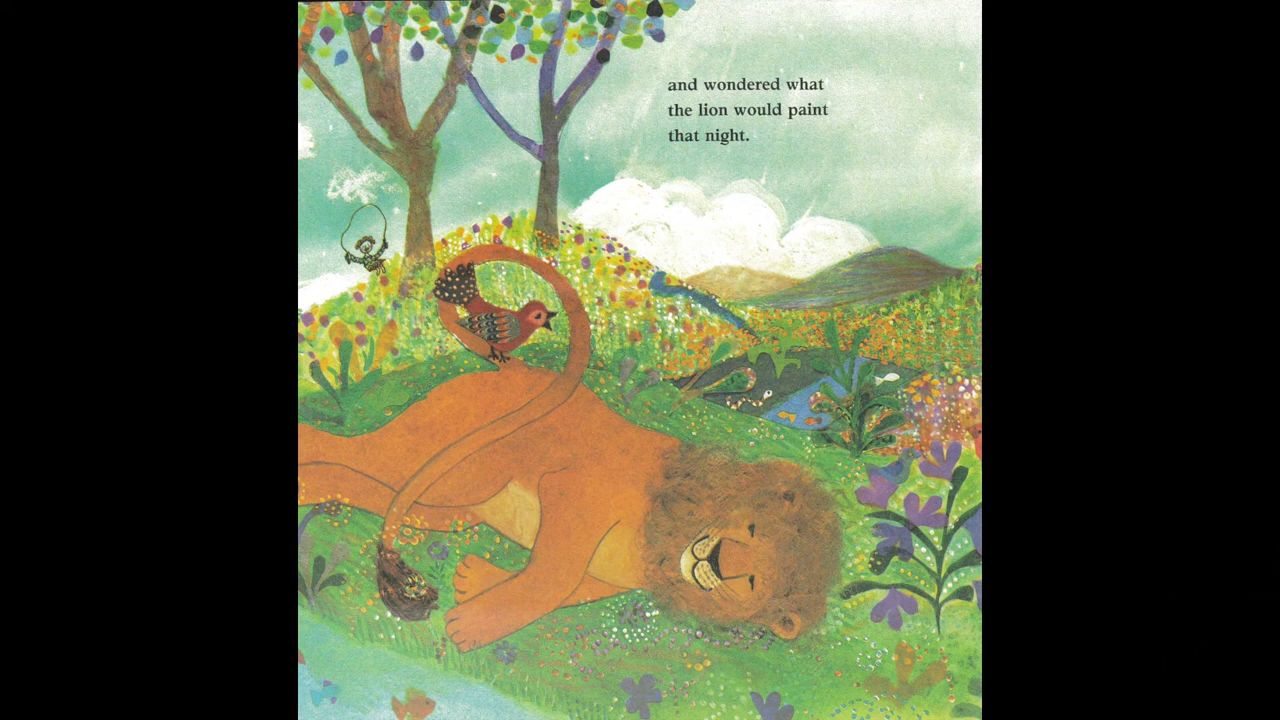 and wondered what
the lion would paint
that night.